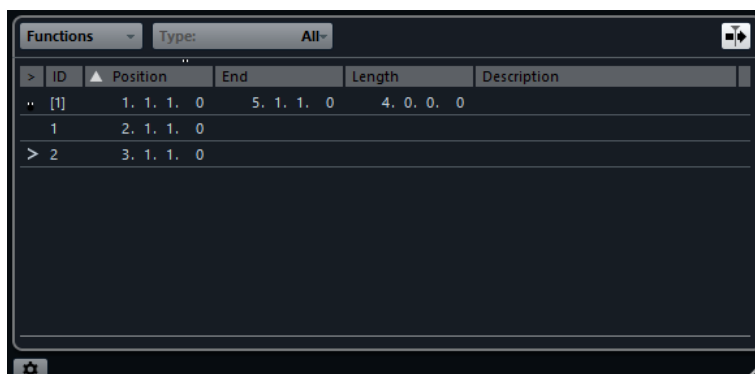 Functions Type: All
> ID Position End Length Description
[1] 1. 1. 1. 0 5. 1. 1. 0 4. 0. 0. 0
1 2. 1. 1. 0
> 2 3. 1. 1. 0